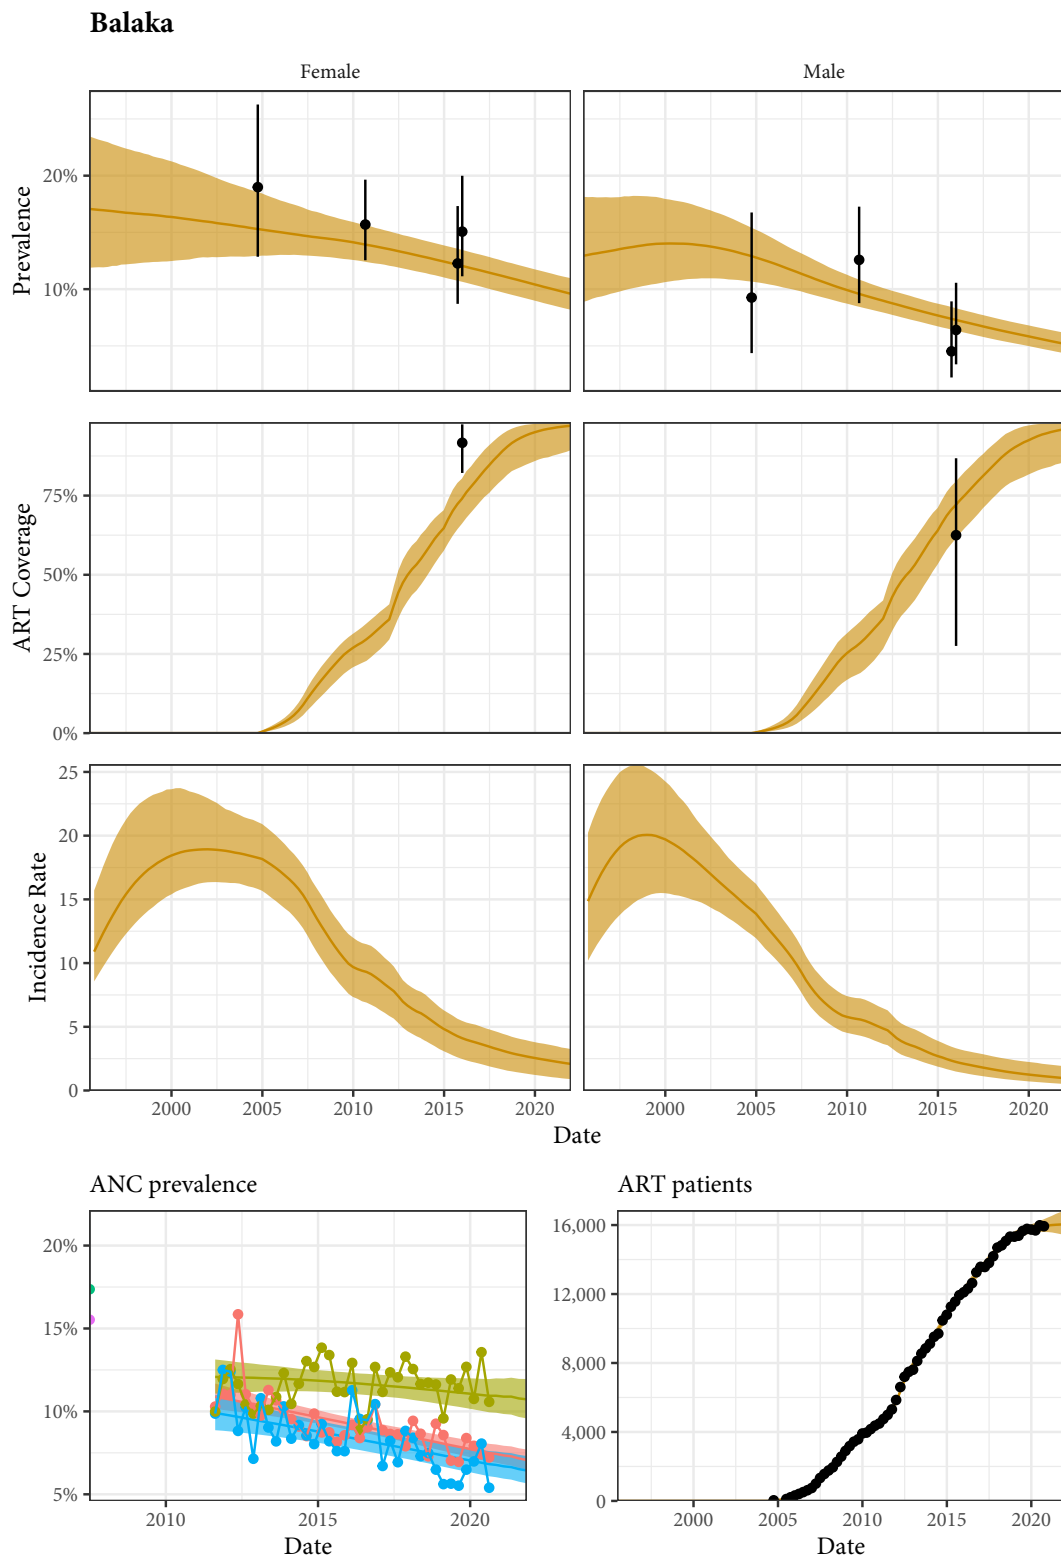 Balaka
Female
Male
Prevalence
20%
10%
ART Coverage
75%
50%
25%
0%
Incidence Rate
25
20
15
10
5
0
2000 2005 2010 2015 2020
2000 2005 2010 2015 2020
Date
ANC prevalence
20%
15%
10%
5%
2010 2015 2020
Date
ART patients
16,000
12,000
8,000
4,000
0
2000 2005 2010 2015 2020
Date